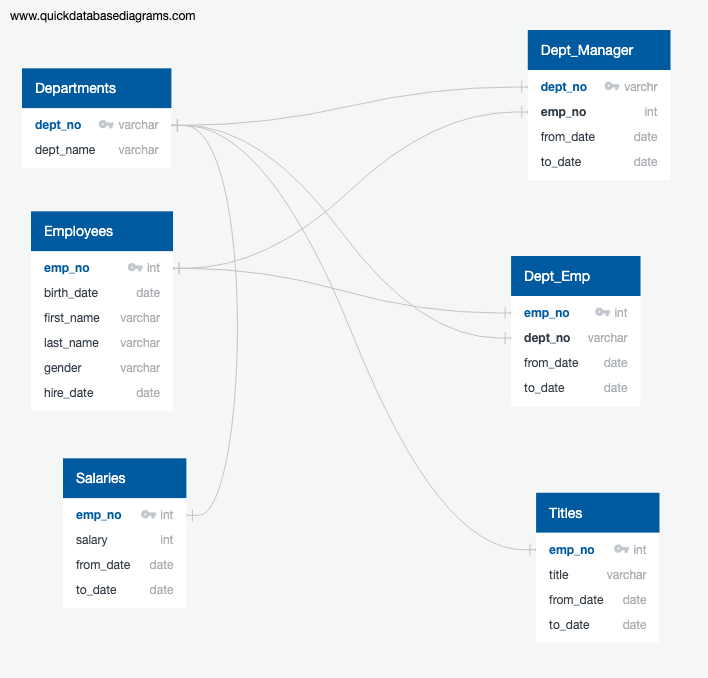 www.quickdatabasediagrams.com
Departments
dept_no varchar
dept_name varchar
Employees
emp_no int
birth_date date
first_name varchar
last_name varchar
gender varchar
hire_date date
Salaries
emp_no int
salary int
from_date date
to_date date
Dept_Manager
dept_no varchr
emp_no int
from_date date
to_date date
Dept_Emp
emp_no int
dept_no varchar
from_date date
to_date date
Titles
emp_no int
title varchar
from_date date
to_date date